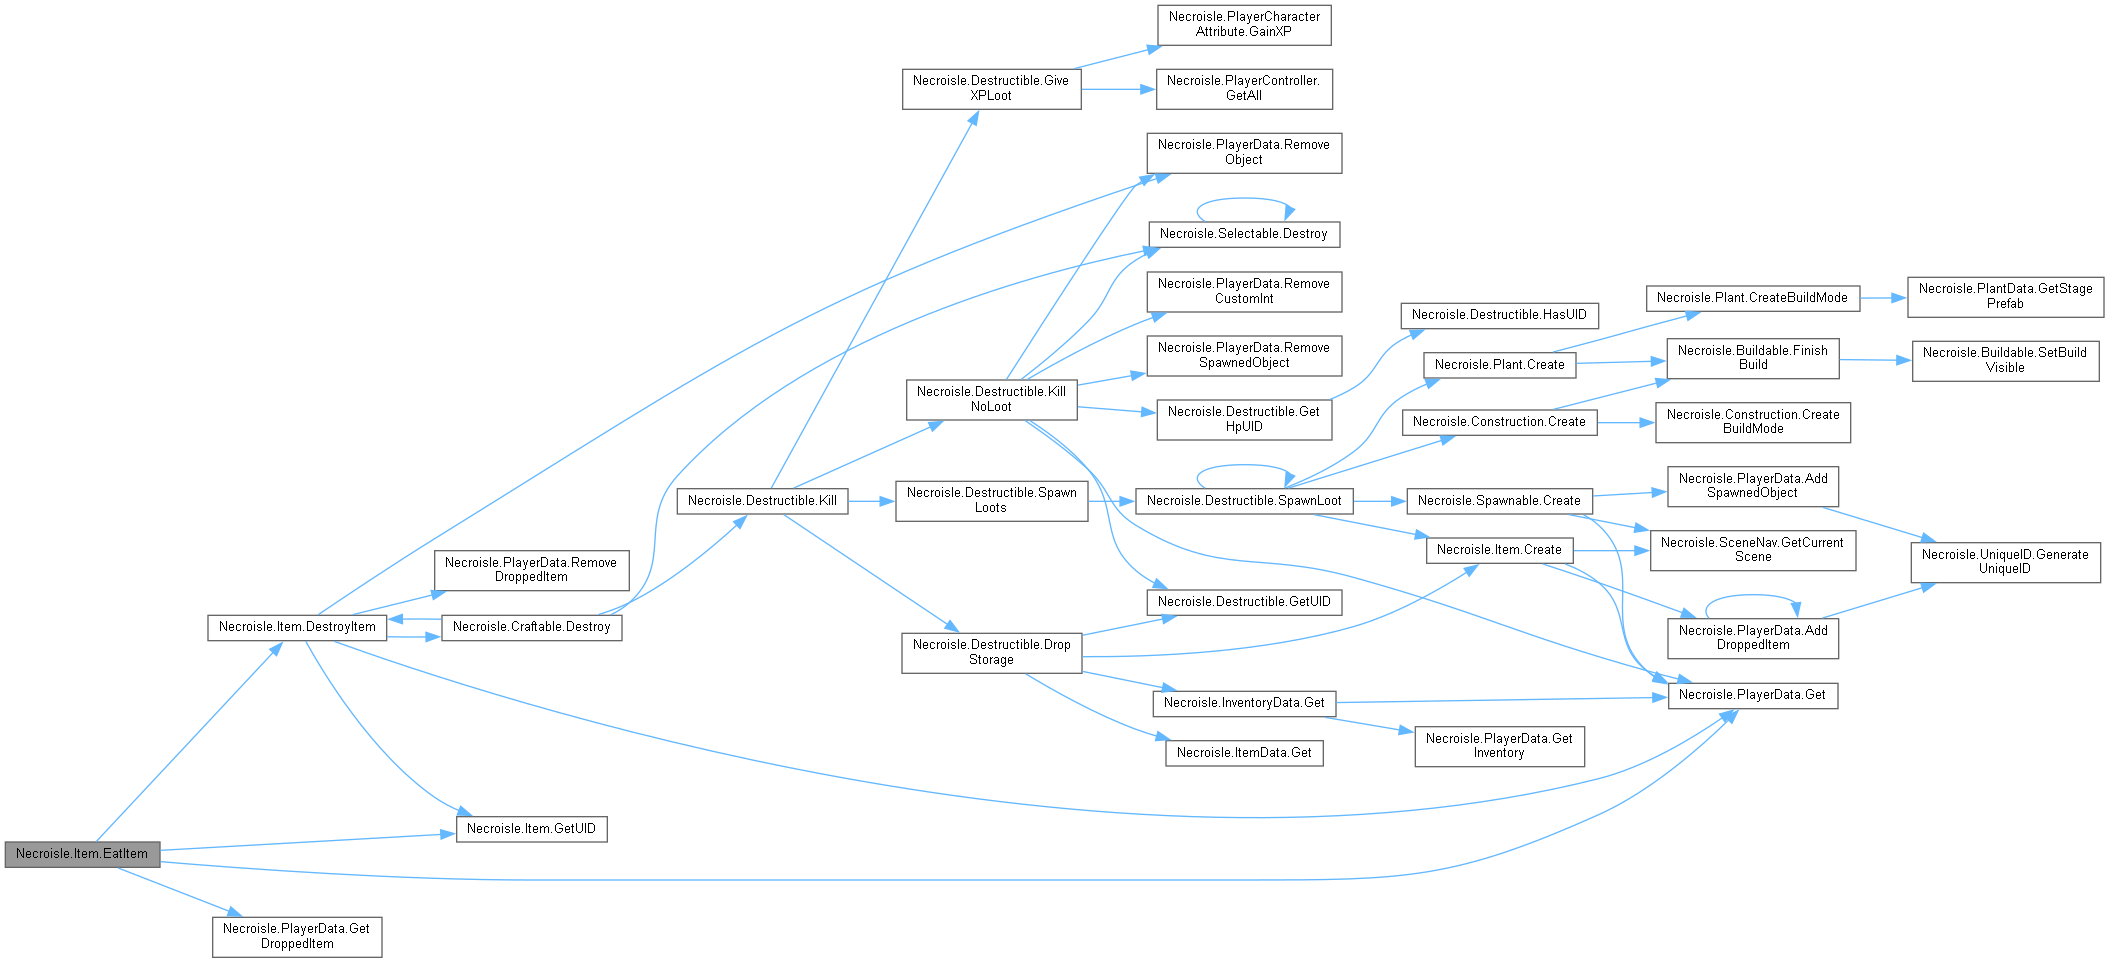 Necroisle.PlayerCharacter
Attribute.GainXP
Necroisle.Destructible.Give
XPLoot
Necroisle.PlayerController.
GetAll
Necroisle.PlayerData.Remove
Object
Necroisle.Selectable.Destroy
Necroisle.PlayerData.Remove
CustomInt
Necroisle.PlayerData.Remove
SpawnedObject
Necroisle.Destructible.Kill
NoLoot
Necroisle.Destructible.Get
HpUID
Necroisle.Destructible.HasUID
Necroisle.Plant.CreateBuildMode
Necroisle.PlantData.GetStage
Prefab
Necroisle.Plant.Create
Necroisle.Buildable.Finish
Build
Necroisle.Buildable.SetBuild
Visible
Necroisle.Construction.Create
Necroisle.Construction.Create
BuildMode
Necroisle.Destructible.Kill
Necroisle.Destructible.Spawn
Loots
Necroisle.Destructible.SpawnLoot
Necroisle.Spawnable.Create
Necroisle.PlayerData.Add
SpawnedObject
Necroisle.Item.Create
Necroisle.SceneNav.GetCurrent
Scene
Necroisle.UniqueID.Generate
UniqueID
Necroisle.PlayerData.Remove
DroppedItem
Necroisle.Item.DestroyItem
Necroisle.Craftable.Destroy
Necroisle.Destructible.GetUID
Necroisle.Destructible.Drop
Storage
Necroisle.PlayerData.Add
DroppedItem
Necroisle.InventoryData.Get
Necroisle.PlayerData.Get
Necroisle.ItemData.Get
Necroisle.PlayerData.Get
Inventory
Necroisle.Item.GetUID
Necroisle.Item.EatItem
Necroisle.PlayerData.Get
DroppedItem